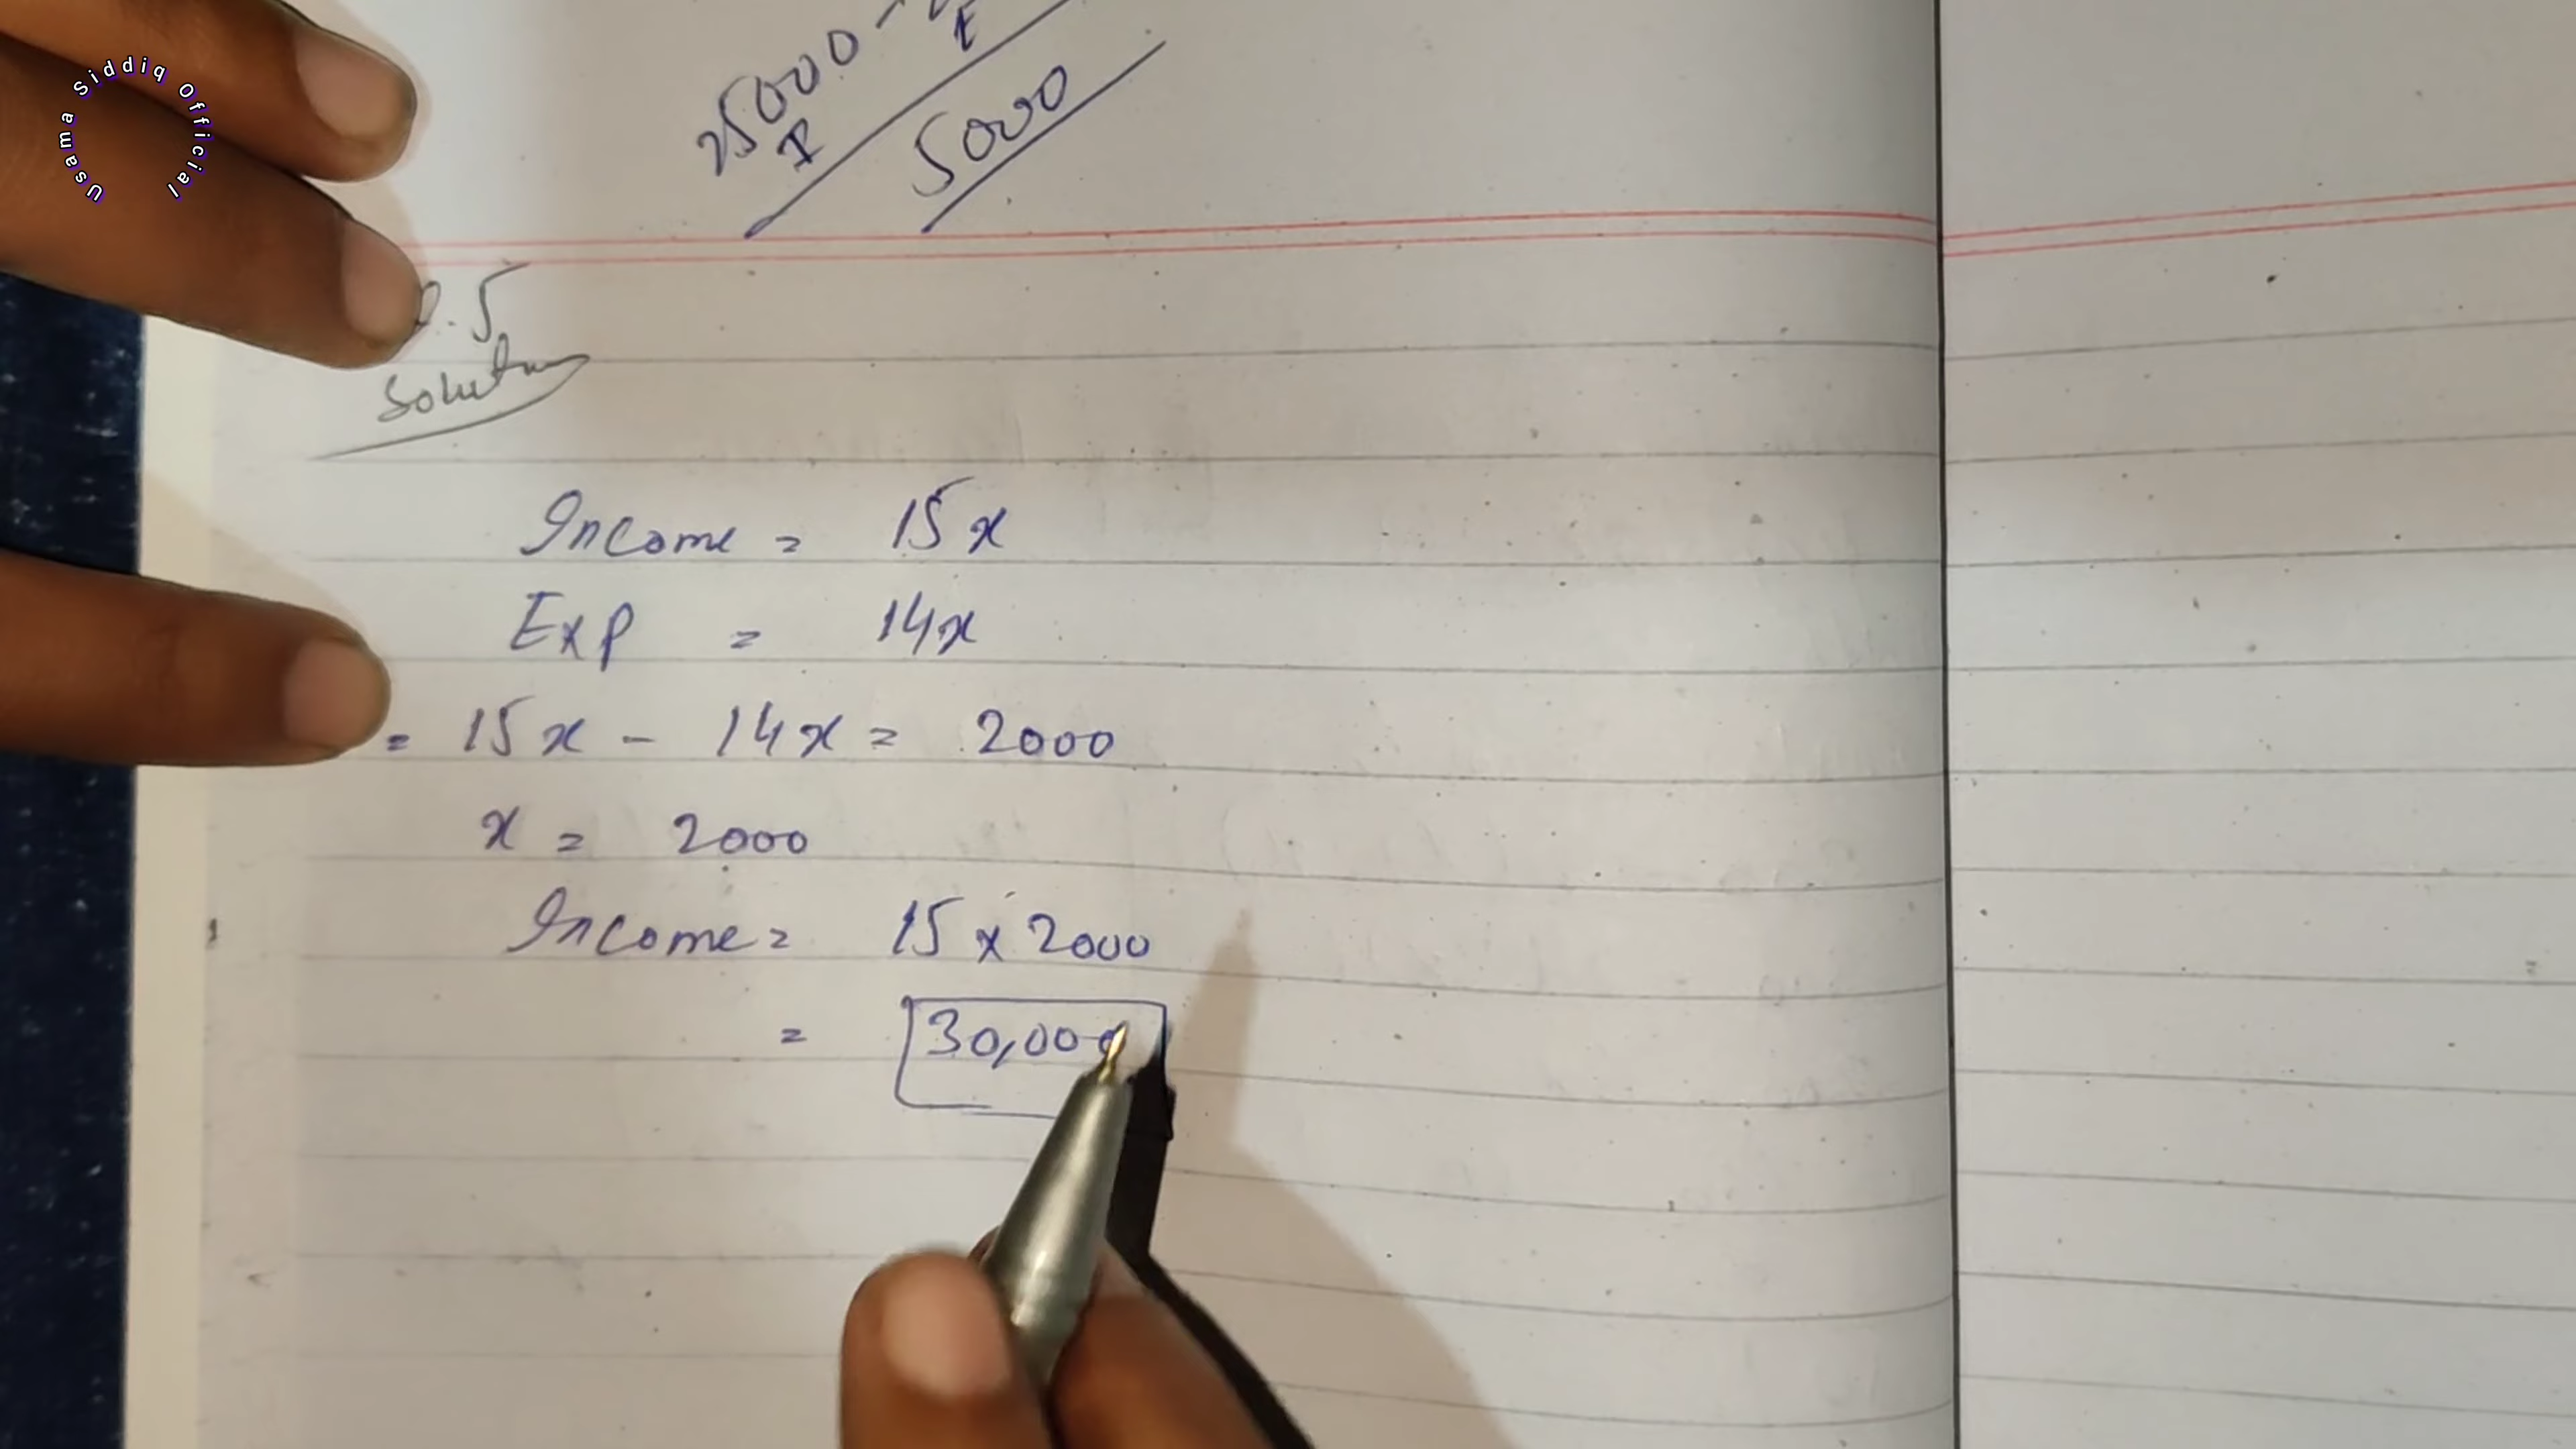 Usama Siddiq Official
25000 -
I E
5000
.5
Solution
Income = 15x
Exp = 14x
= 15x - 14x = 2000
x = 2000
Income = 15 x 2000
= 30,000